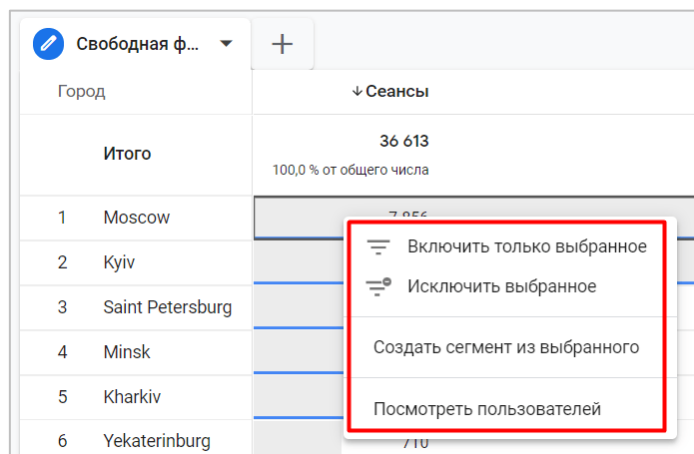 Свободная ф...
Город
Сеансы
Итого
36 613
100,0 % от общего числа
1 Moscow 7 856
2 Kyiv
3 Saint Petersburg
4 Minsk
5 Kharkiv
6 Yekaterinburg 710
Включить только выбранное
Исключить выбранное
Создать сегмент из выбранного
Посмотреть пользователей